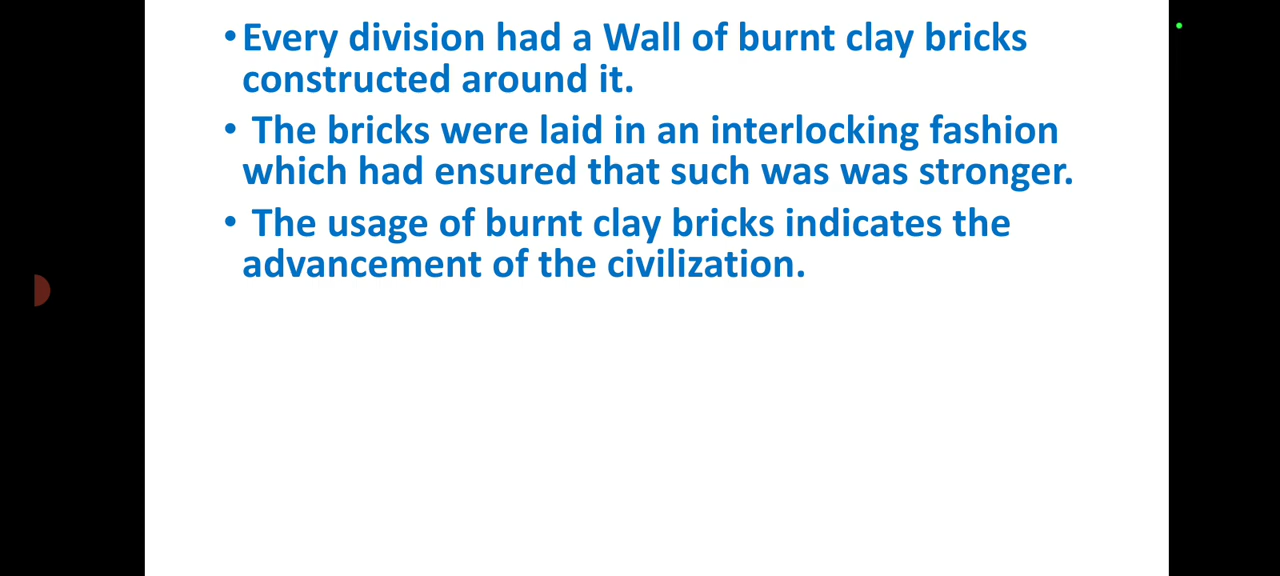 •Every division had a Wall of burnt clay bricks
constructed around it.
• The bricks were laid in an interlocking fashion
which had ensured that such was was stronger.
• The usage of burnt clay bricks indicates the
advancement of the civilization.